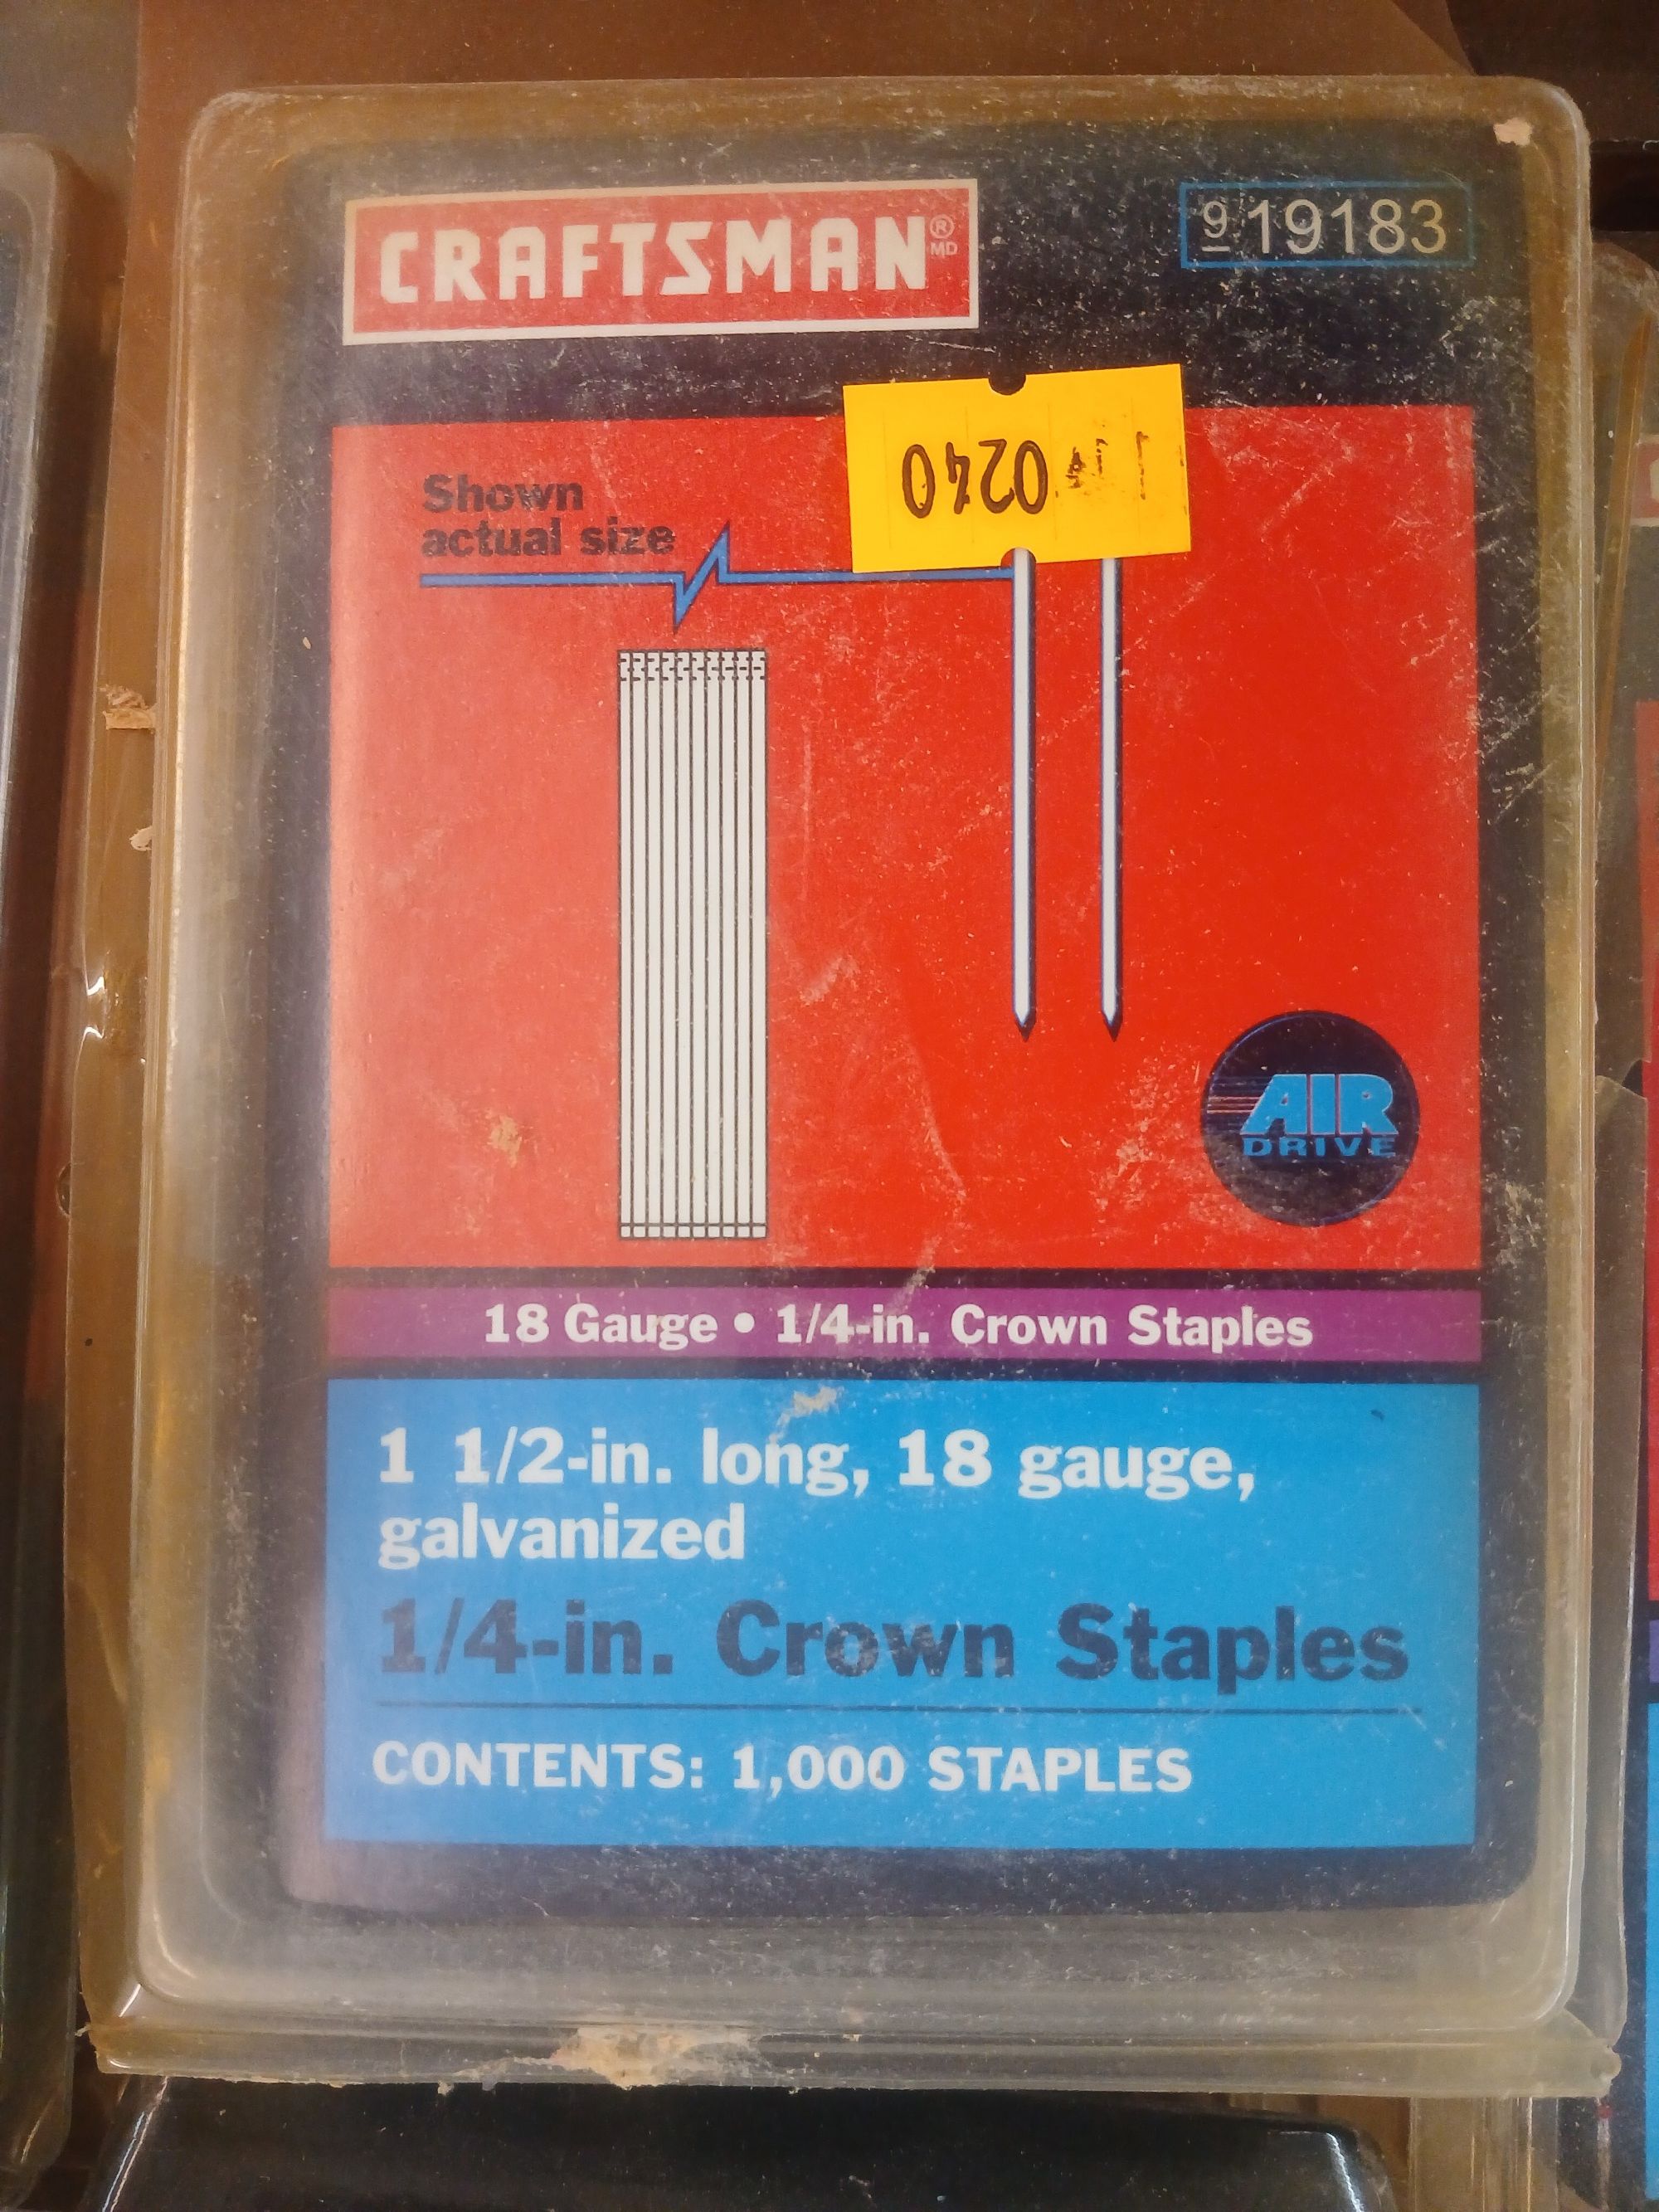 CRAFTSMAN® MD
9 19183
0240
Shown
actual size
AIR
DRIVE
18 Gauge • 1/4-in. Crown Staples
1 1/2-in. long, 18 gauge,
galvanized
1/4-in. Crown Staples
CONTENTS: 1,000 STAPLES